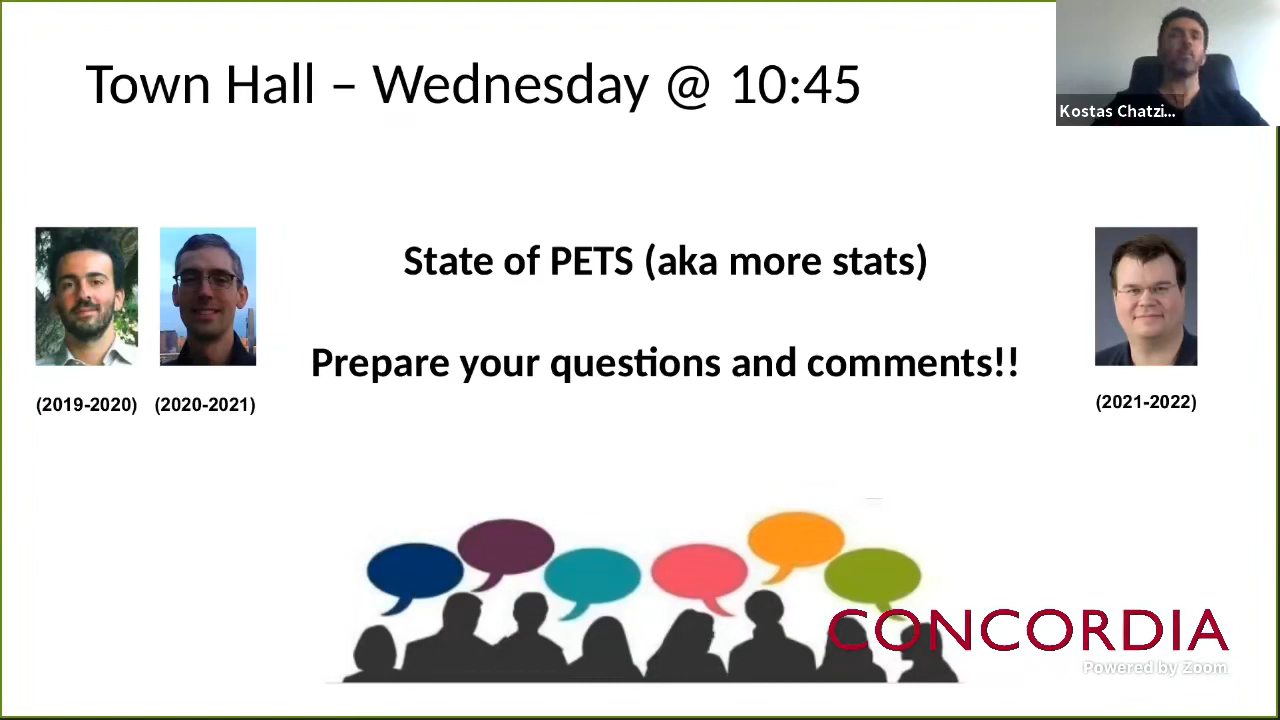 Town Hall – Wednesday @ 10:45
Kostas Chatzi...
State of PETS (aka more stats)
Prepare your questions and comments!!
(2019-2020) (2020-2021)
(2021-2022)
CONCORDIA
Powered by Zoom